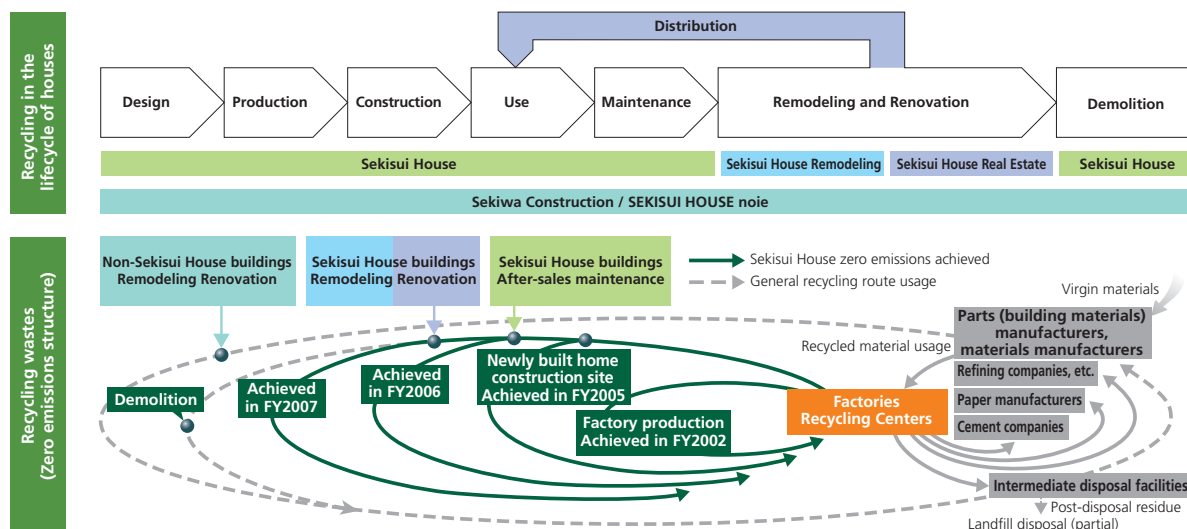 Recycling in the
lifecycle of houses
Distribution
Design
Production
Construction
Use
Maintenance
Remodeling and Renovation
Demolition
Sekisui House
Sekisui House Remodeling
Sekisui House Real Estate
Sekisui House
Sekiwa Construction / SEKISUI HOUSE noie
Recycling wastes
(Zero emissions structure)
Non-Sekisui House buildings
Remodeling Renovation
Sekisui House buildings
Remodeling Renovation
Sekisui House buildings
After-sales maintenance
Sekisui House zero emissions achieved
General recycling route usage
Virgin materials
Parts (building materials)
manufacturers,
materials manufacturers
Recycled material usage
Refining companies, etc.
Paper manufacturers
Cement companies
Demolition
Achieved
in FY2007
Achieved
in FY2006
Newly built home
construction site
Achieved in FY2005
Factory production
Achieved in FY2002
Factories
Recycling Centers
Intermediate disposal facilities
Post-disposal residue
Landfill disposal (partial)